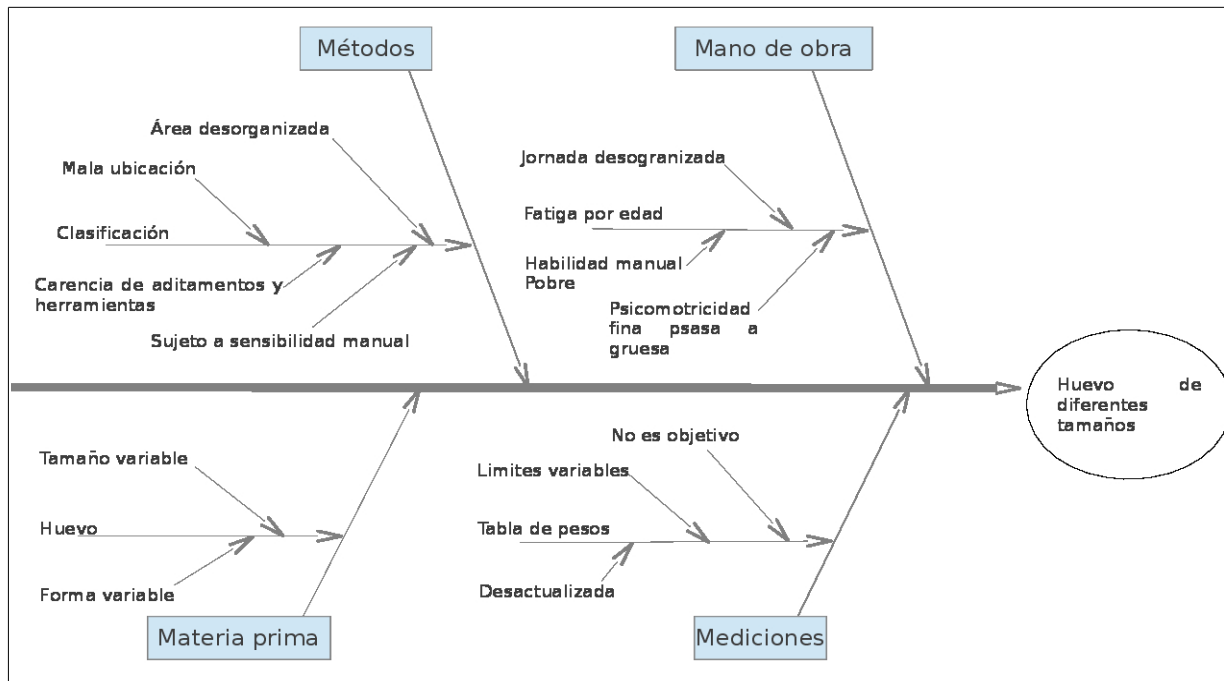 Métodos
Mano de obra
Área desorganizada
Mala ubicación
Clasificación
Carencia de aditamentos y
herramientas
Sujeto a sensibilidad manual
Jornada desogranizada
Fatiga por edad
Habilidad manual
Pobre
Psicomotricidad
fina psasa a
gruesa
Huevo de
diferentes
tamaños
Tamaño variable
Huevo
Forma variable
No es objetivo
Limites variables
Tabla de pesos
Desactualizada
Materia prima
Mediciones